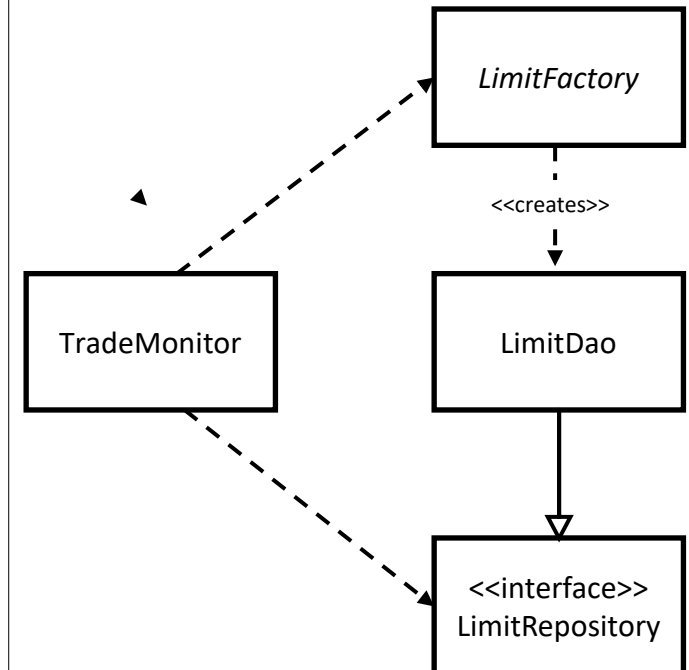 LimitFactory
<<creates>>
TradeMonitor
LimitDao
<<interface>>
LimitRepository